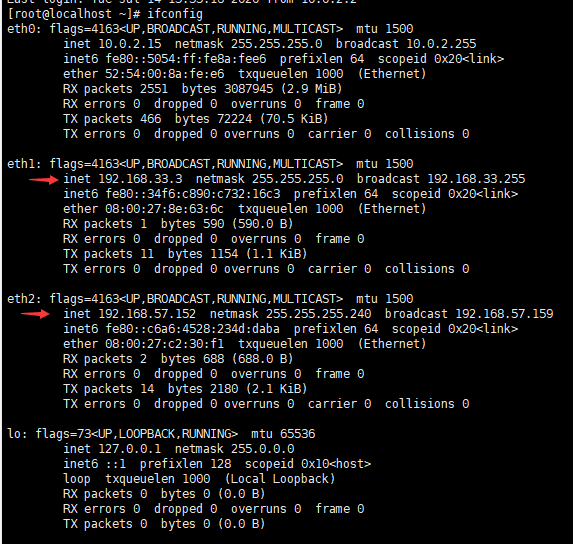 [root@localhost ~]# ifconfig
eth0: flags=4163<UP,BROADCAST,RUNNING,MULTICAST>  mtu 1500
        inet 10.0.2.15  netmask 255.255.255.0  broadcast 10.0.2.255
        inet6 fe80::5054:ff:fe8a:fee6  prefixlen 64  scopeid 0x20<link>
        ether 52:54:00:8a:fe:e6  txqueuelen 1000  (Ethernet)
        RX packets 2551  bytes 3087945 (2.9 MiB)
        RX errors 0  dropped 0  overruns 0  frame 0
        TX packets 466  bytes 72224 (70.5 KiB)
        TX errors 0  dropped 0 overruns 0  carrier 0  collisions 0

eth1: flags=4163<UP,BROADCAST,RUNNING,MULTICAST>  mtu 1500
        inet 192.168.33.3  netmask 255.255.255.0  broadcast 192.168.33.255
        inet6 fe80::34f6:c890:c732:16c3  prefixlen 64  scopeid 0x20<link>
        ether 08:00:27:8e:63:6c  txqueuelen 1000  (Ethernet)
        RX packets 1  bytes 590 (590.0 B)
        RX errors 0  dropped 0  overruns 0  frame 0
        TX packets 11  bytes 1154 (1.1 KiB)
        TX errors 0  dropped 0 overruns 0  carrier 0  collisions 0

eth2: flags=4163<UP,BROADCAST,RUNNING,MULTICAST>  mtu 1500
        inet 192.168.57.152  netmask 255.255.255.240  broadcast 192.168.57.159
        inet6 fe80::c6a6:4528:234d:daba  prefixlen 64  scopeid 0x20<link>
        ether 08:00:27:c2:30:f1  txqueuelen 1000  (Ethernet)
        RX packets 2  bytes 688 (688.0 B)
        RX errors 0  dropped 0  overruns 0  frame 0
        TX packets 14  bytes 2180 (2.1 KiB)
        TX errors 0  dropped 0 overruns 0  carrier 0  collisions 0

lo: flags=73<UP,LOOPBACK,RUNNING>  mtu 65536
        inet 127.0.0.1  netmask 255.0.0.0
        inet6 ::1  prefixlen 128  scopeid 0x10<host>
        loop  txqueuelen 1000  (Local Loopback)
        RX packets 0  bytes 0 (0.0 B)
        RX errors 0  dropped 0  overruns 0  frame 0
        TX packets 0  bytes 0 (0.0 B)